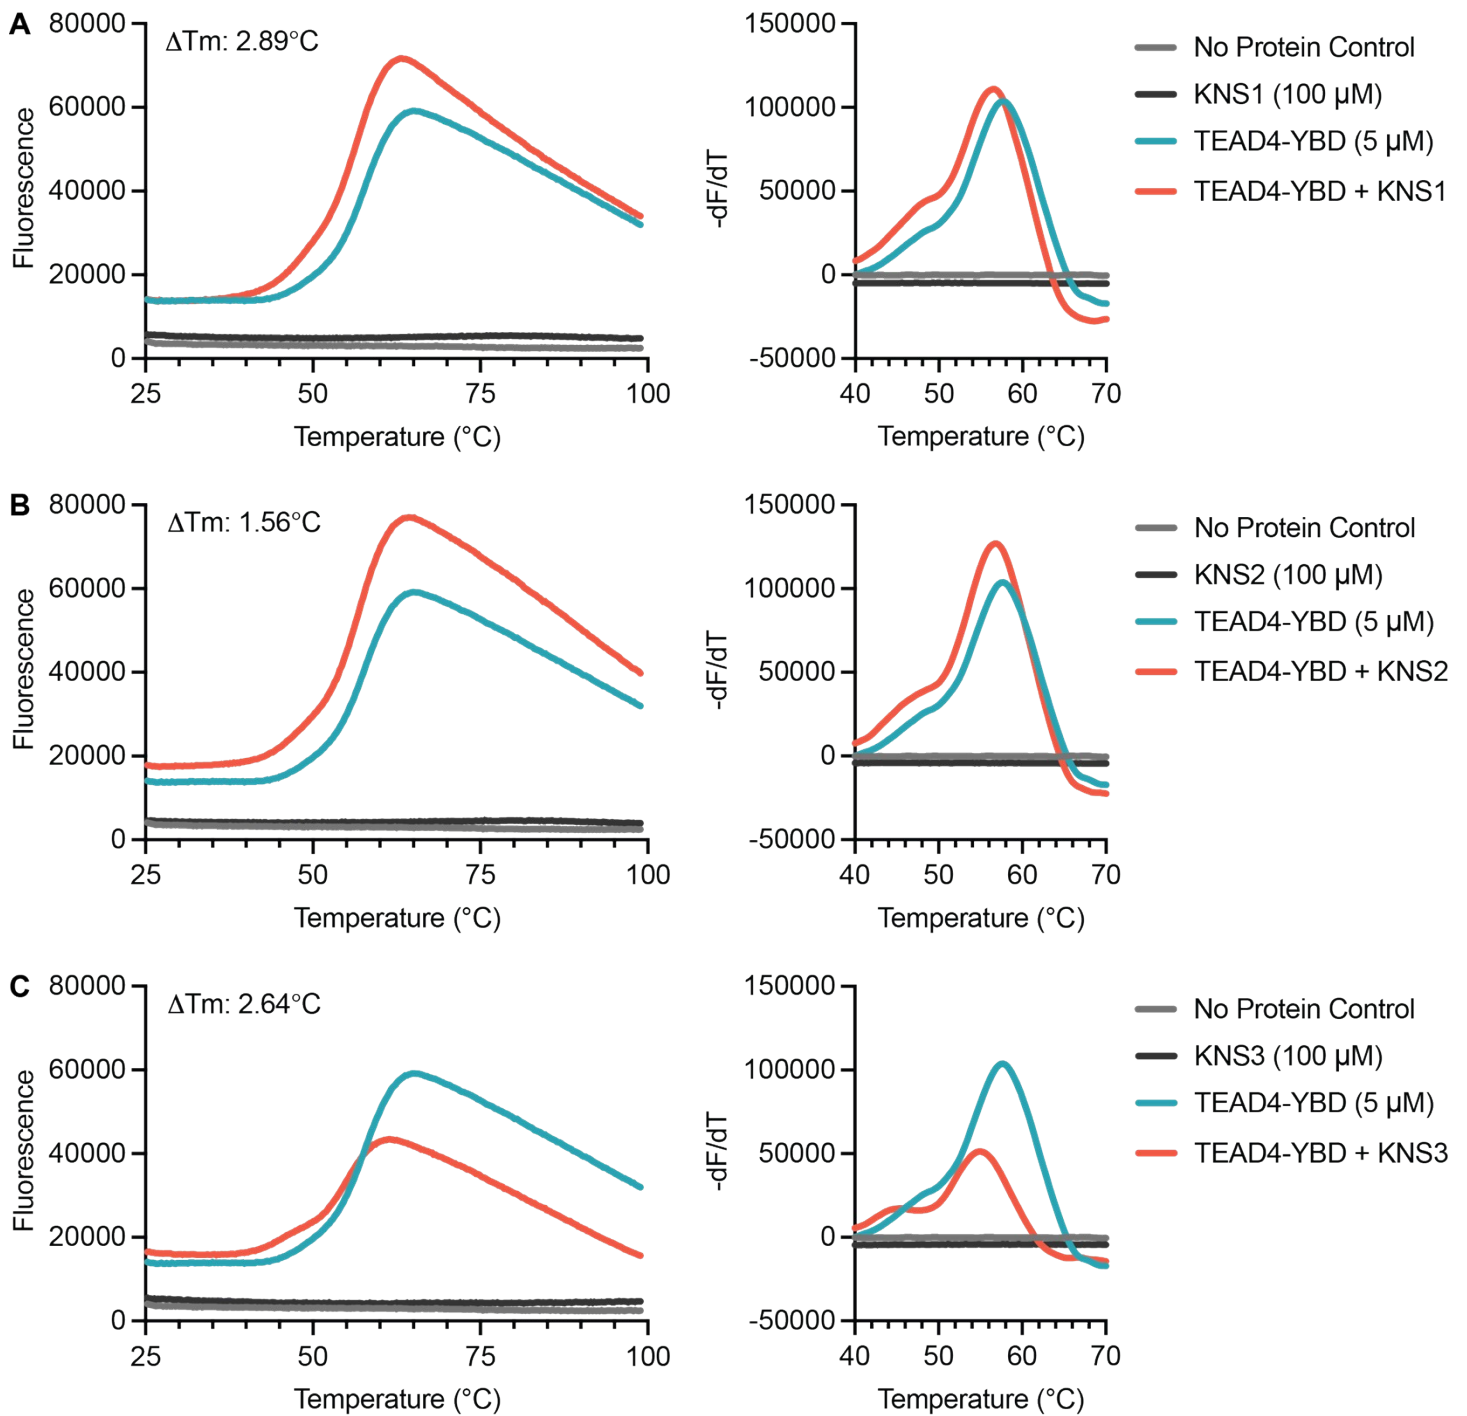 A
80000
60000
40000
20000
0
Fluorescence
ΔTm: 2.89°C
25
50
75
100
Temperature (°C)
150000
100000
50000
0
-50000
-dF/dT
40
50
60
70
Temperature (°C)
No Protein Control
KNS1 (100 µM)
TEAD4-YBD (5 µM)
TEAD4-YBD + KNS1
B
80000
60000
40000
20000
0
Fluorescence
ΔTm: 1.56°C
25
50
75
100
Temperature (°C)
150000
100000
50000
0
-50000
-dF/dT
40
50
60
70
Temperature (°C)
No Protein Control
KNS2 (100 µM)
TEAD4-YBD (5 µM)
TEAD4-YBD + KNS2
C
80000
60000
40000
20000
0
Fluorescence
ΔTm: 2.64°C
25
50
75
100
Temperature (°C)
150000
100000
50000
0
-50000
-dF/dT
40
50
60
70
Temperature (°C)
No Protein Control
KNS3 (100 µM)
TEAD4-YBD (5 µM)
TEAD4-YBD + KNS3